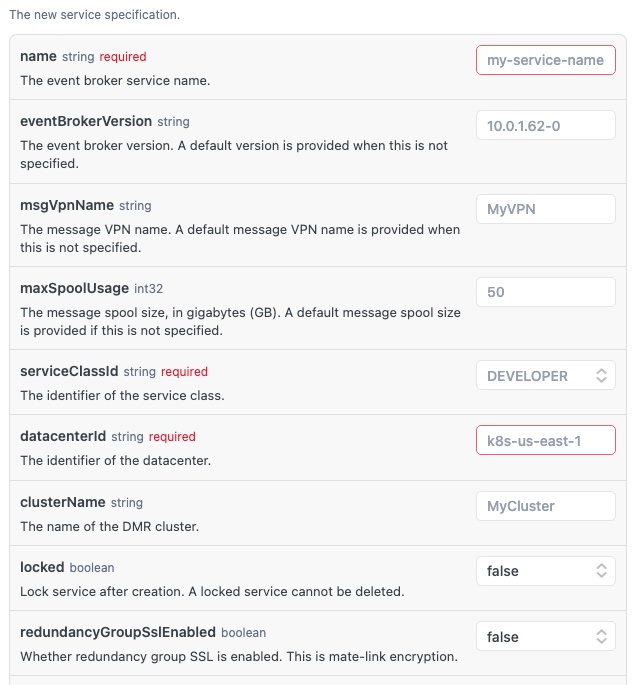 The new service specification.
name string required
my-service-name
The event broker service name.
eventBrokerVersion string
10.0.1.62-0
The event broker version. A default version is provided when this is not
specified.
msgVpnName string
MyVPN
The message VPN name. A default message VPN name is provided when
this is not specified.
maxSpoolUsage int32
50
The message spool size, in gigabytes (GB). A default message spool size
is provided if this is not specified.
serviceClassId string required
DEVELOPER
The identifier of the service class.
datacenterId string required
k8s-us-east-1
The identifier of the datacenter.
clusterName string
MyCluster
The name of the DMR cluster.
locked boolean
false
Lock service after creation. A locked service cannot be deleted.
redundancyGroupSslEnabled boolean
false
Whether redundancy group SSL is enabled. This is mate-link encryption.